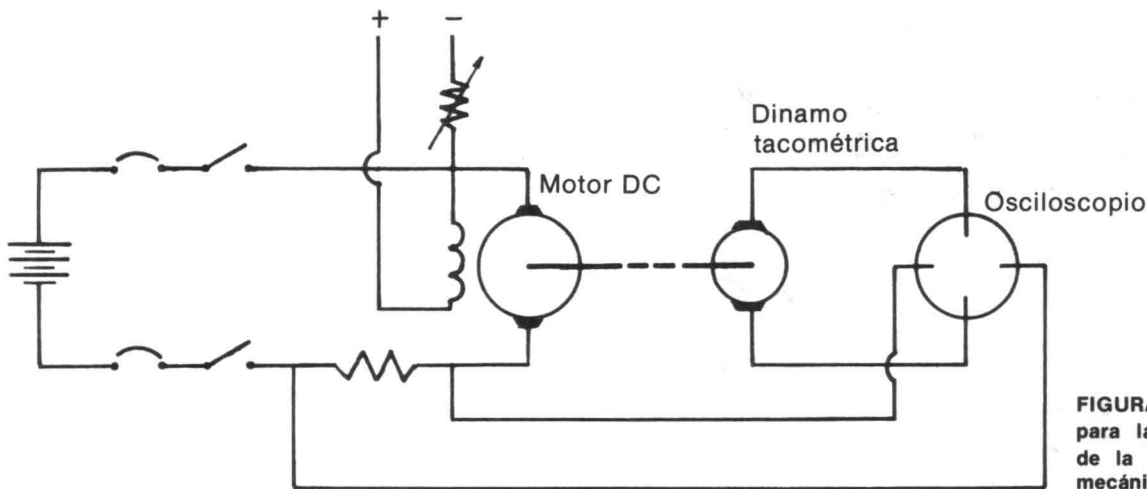 + −
Dinamo
tacométrica
Motor DC
Osciloscopio
FIGURA
para la
de la
mecáni